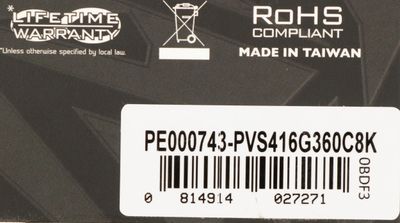 *LIFETIME
WARRANTY
*Unless otherwise specified by local law.
RoHS
COMPLIANT
MADE IN TAIWAN
PE000743-PVS416G360C8K
0 814914 027271
0BDF3